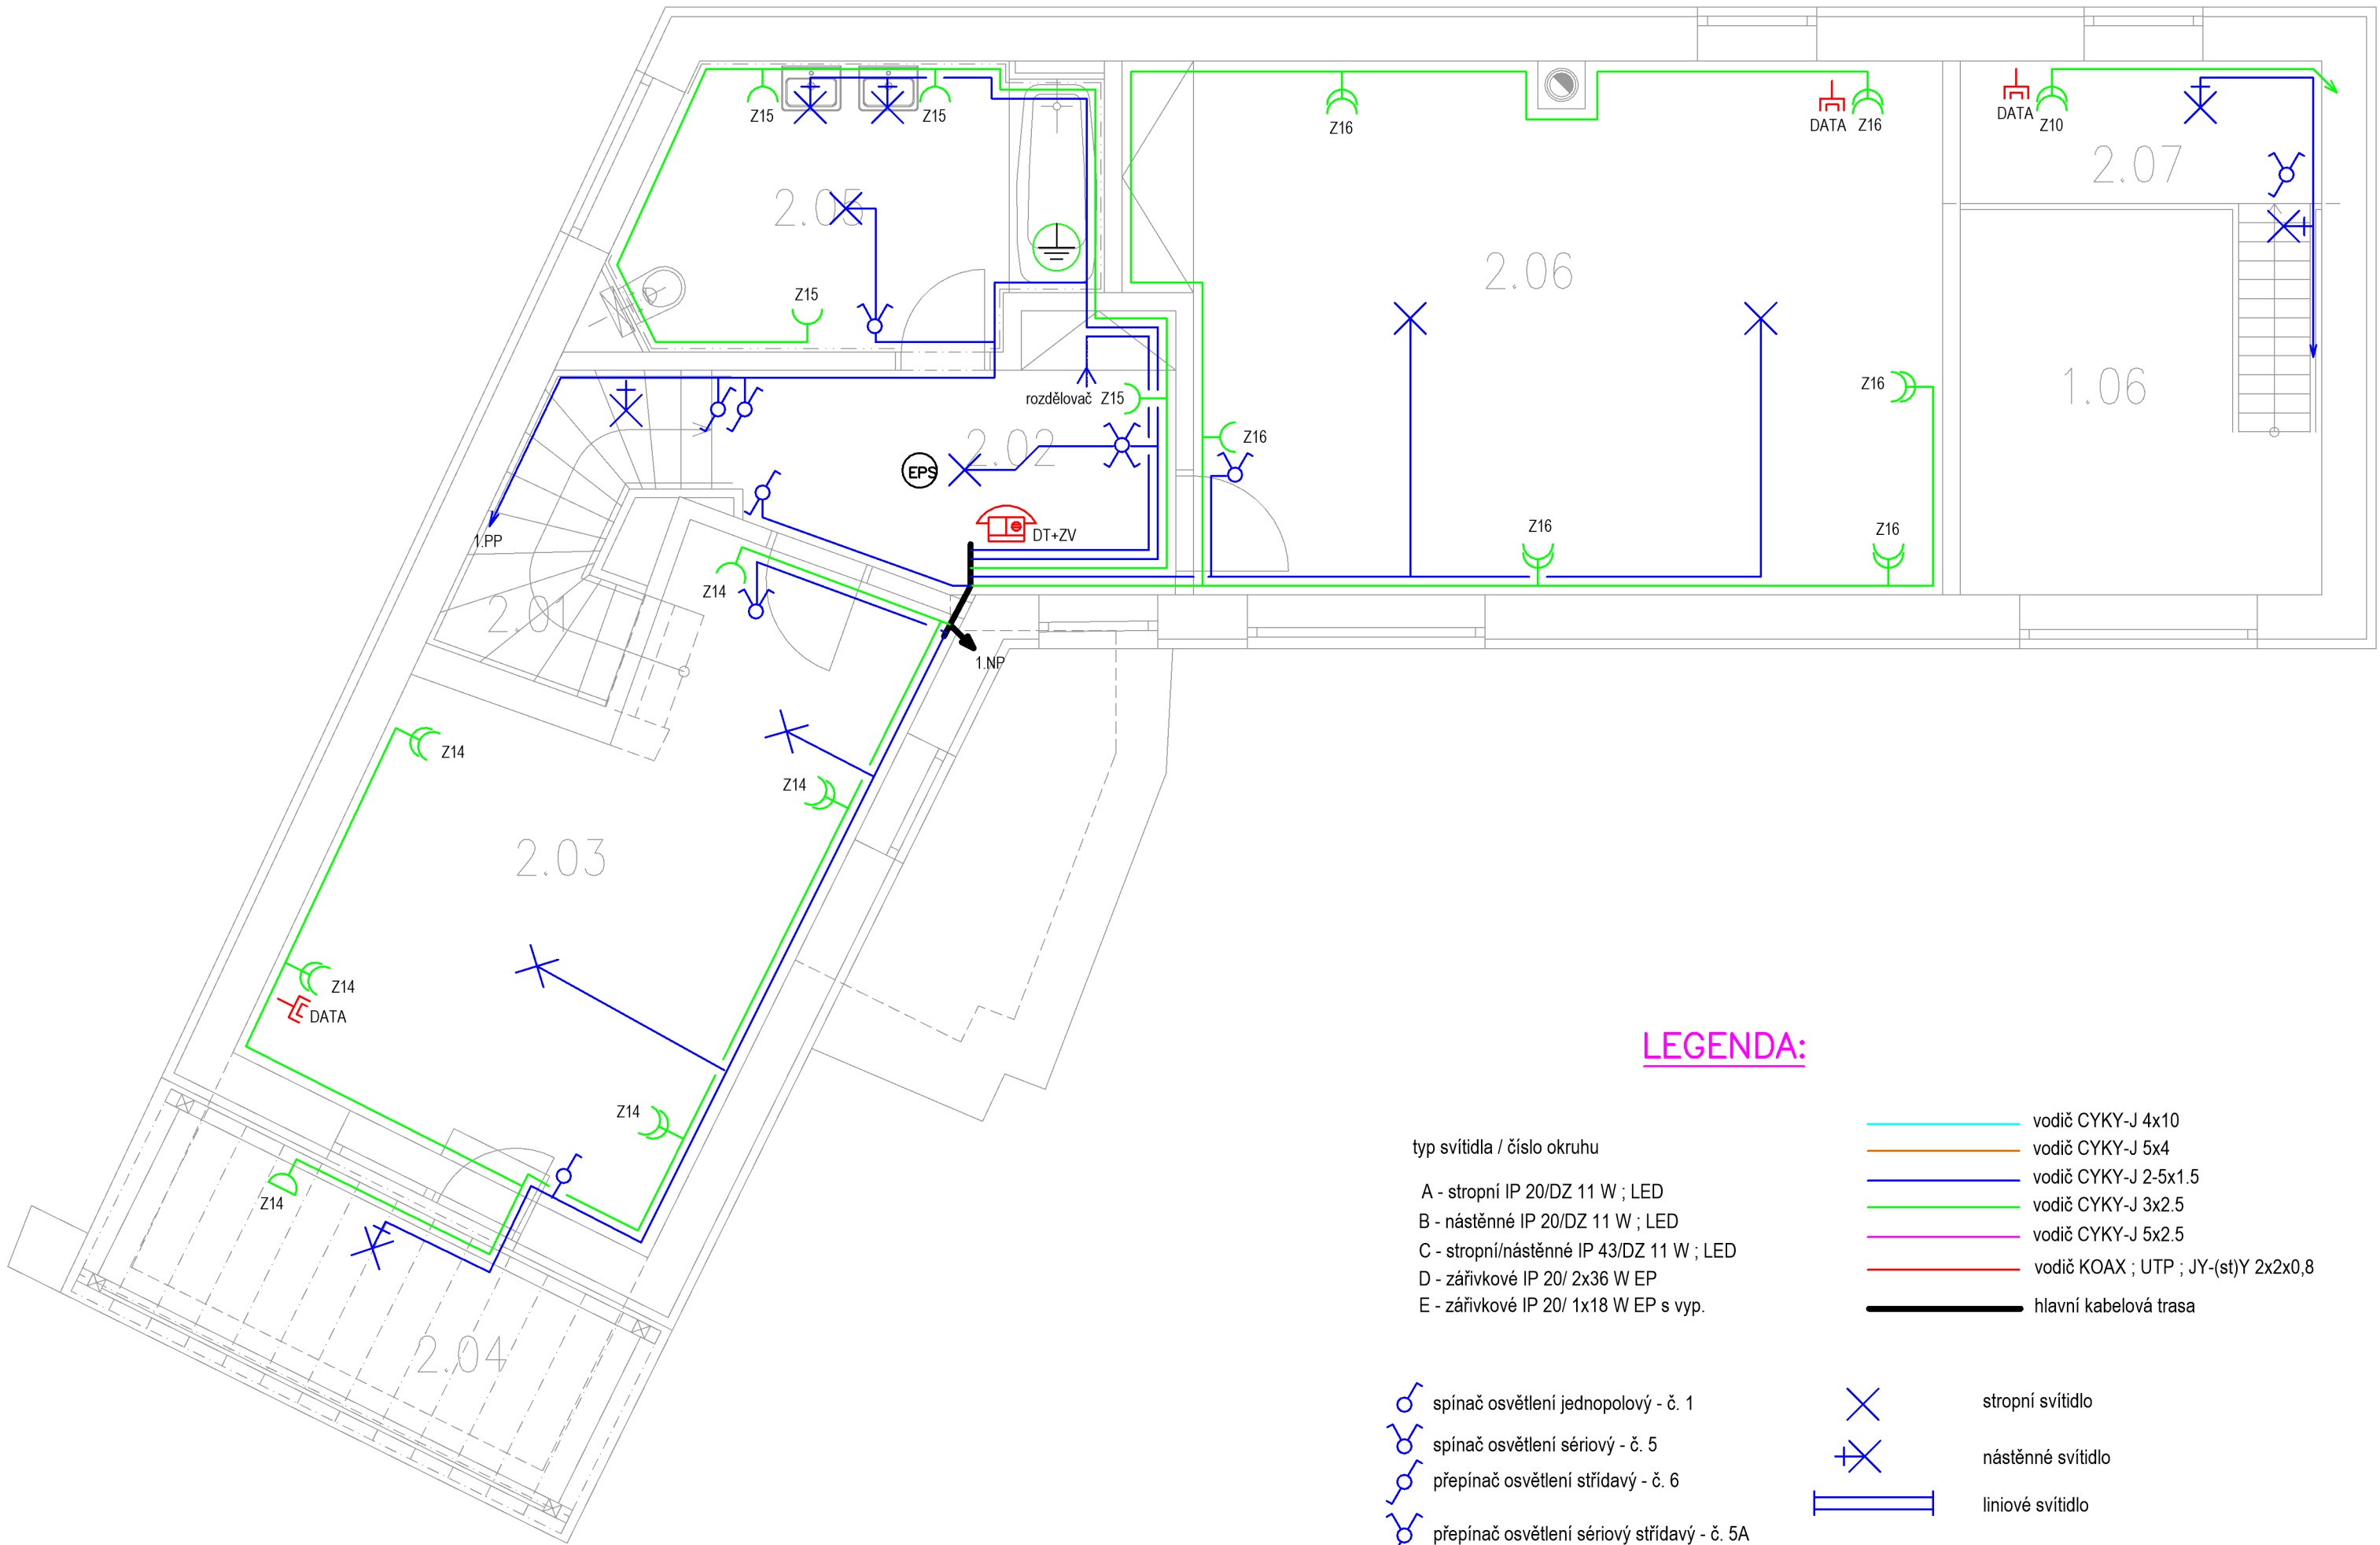 Z15
Z15
2.05
Z15
Z16
DATA
Z16
DATA
Z10
2.07
2.06
1.06
Z16
rozdělovač
Z15
2.02
Z16
EPS
DT+ZV
Z16
Z16
1.PP
2.01
Z14
1.NP
Z14
Z14
2.03
Z14
DATA
Z14
Z14
2.04
LEGENDA:
typ svítidla / číslo okruhu
A - stropní IP 20/DZ 11 W ; LED
B - nástěnné IP 20/DZ 11 W ; LED
C - stropní/nástěnné IP 43/DZ 11 W ; LED
D - zářivkové IP 20/ 2x36 W EP
E - zářivkové IP 20/ 1x18 W EP s vyp.
vodič CYKY-J 4x10
vodič CYKY-J 5x4
vodič CYKY-J 2-5x1.5
vodič CYKY-J 3x2.5
vodič CYKY-J 5x2.5
vodič KOAX ; UTP ; JY-(st)Y 2x2x0,8
hlavní kabelová trasa
spínač osvětlení jednopolový - č. 1
spínač osvětlení sériový - č. 5
přepínač osvětlení střídavý - č. 6
přepínač osvětlení sériový střídavý - č. 5A
stropní svítidlo
nástěnné svítidlo
liniové svítidlo